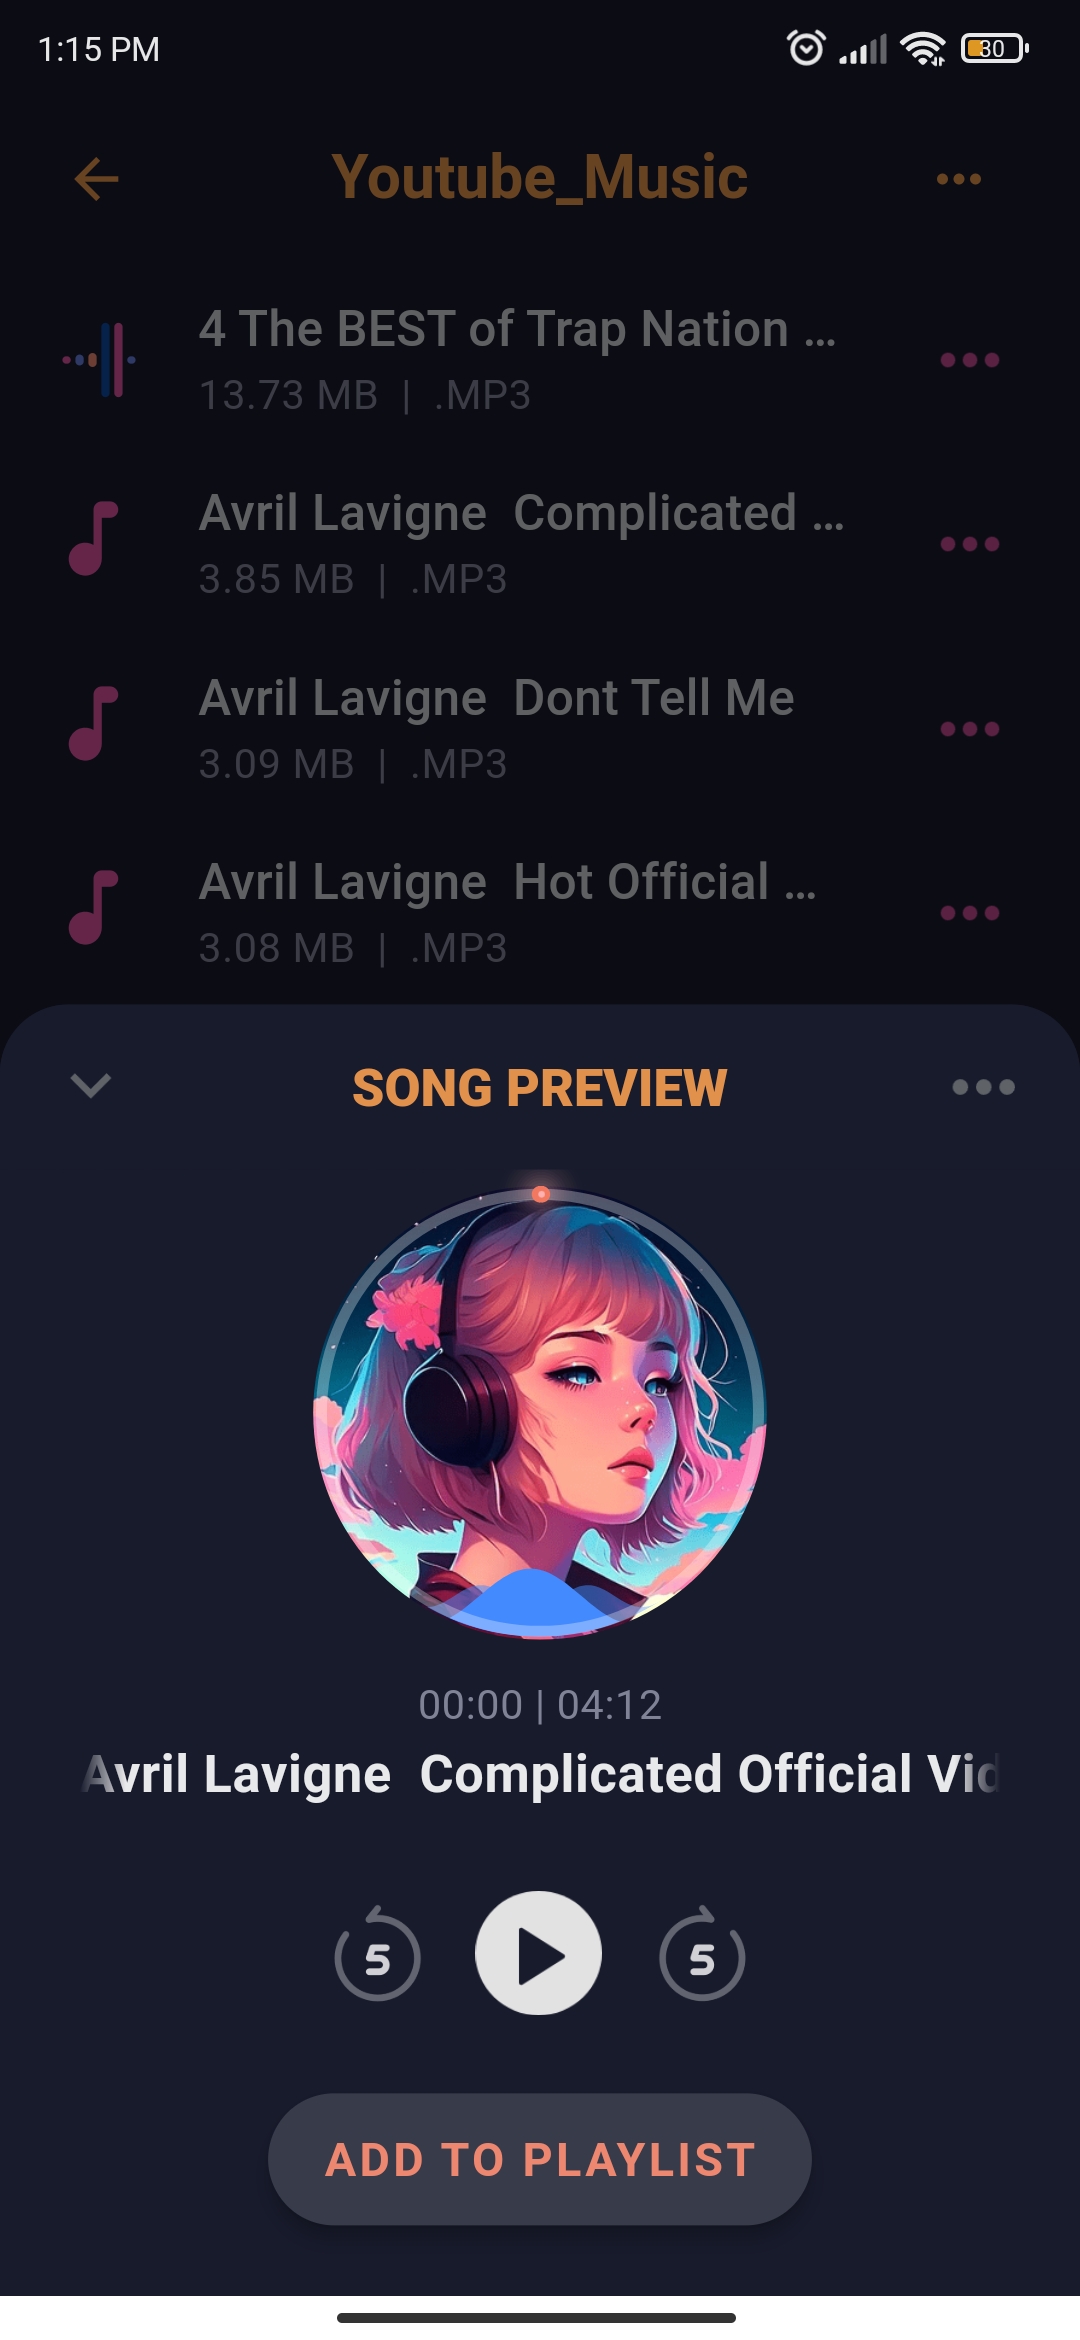 1:15 PM
30
Youtube_Music
4 The BEST of Trap Nation ...
13.73 MB | .MP3
Avril Lavigne  Complicated ...
3.85 MB | .MP3
Avril Lavigne  Dont Tell Me
3.09 MB | .MP3
Avril Lavigne  Hot Official ...
3.08 MB | .MP3
SONG PREVIEW
00:00 | 04:12
Avril Lavigne  Complicated Official Vid
5
5
ADD TO PLAYLIST